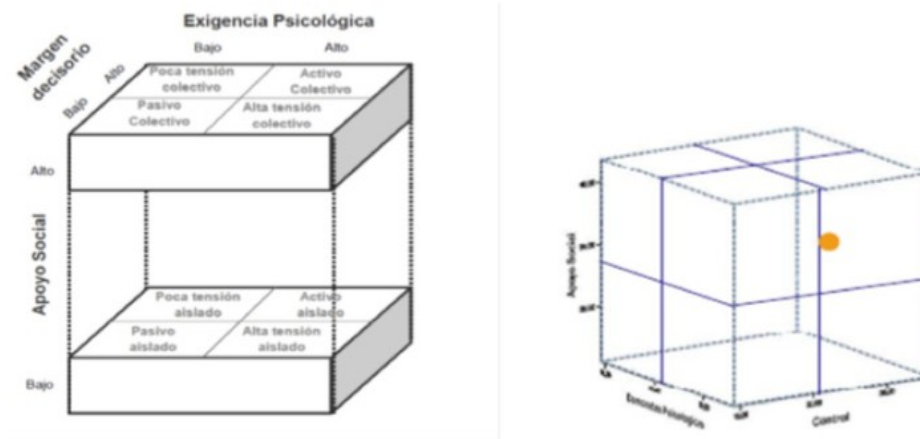 Exigencia Psicológica
Bajo
Alto
Margen
decisorio
Alto
Bajo
Poca tensión
colectivo
Activo
Colectivo
Pasivo
Colectivo
Alta tensión
colectivo
Alto
Apoyo Social
Poca tensión
aislado
Activo
aislado
Pasivo
aislado
Alta tensión
aislado
Bajo
Apoyo Social
Control